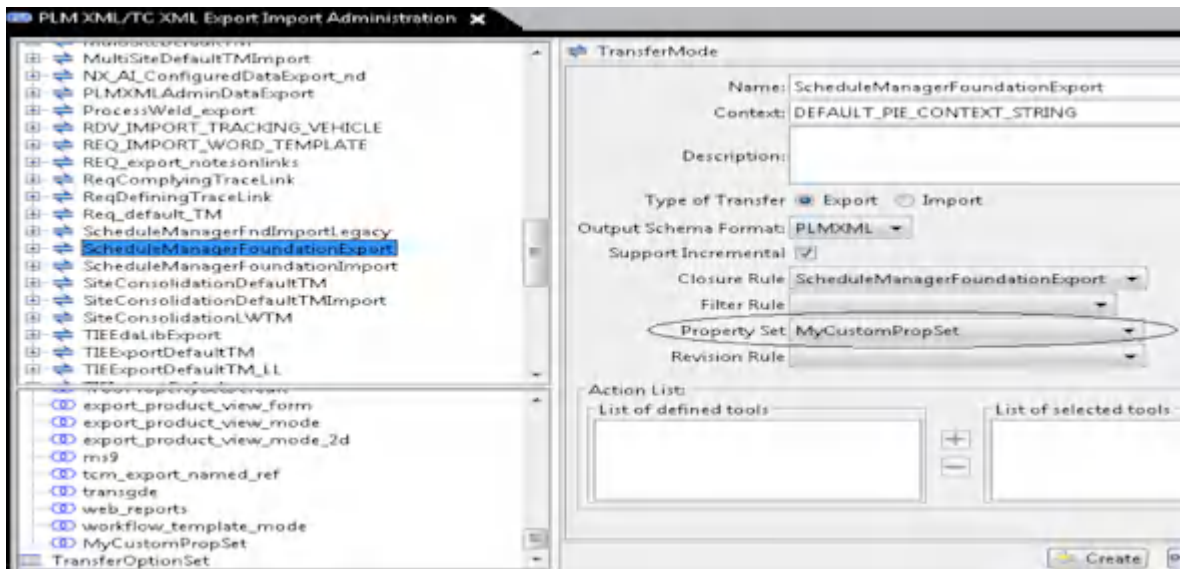 PLM XML/TC XML Export Import Administration
MultiSiteDefaultTMImport
NX_AI_ConfiguredDataExport_nd
PLMXMLAdminDataExport
ProcessWeld_export
RDV_IMPORT_TRACKING_VEHICLE
REQ_IMPORT_WORD_TEMPLATE
REQ_export_notesonlinks
ReqComplyingTraceLink
ReqDefiningTraceLink
Req_default_TM
ScheduleManagerFndImportLegacy
ScheduleManagerFoundationExport
ScheduleManagerFoundationImport
SiteConsolidationDefaultTM
SiteConsolidationDefaultTMImport
SiteConsolidationLWTM
TIEEdaLibExport
TIEExportDefaultTM
TIEExportDefaultTM_LL
export_product_view_form
export_product_view_mode
export_product_view_mode_2d
ms9
tcm_export_named_ref
transgde
web_reports
workflow_template_mode
MyCustomPropSet
TransferOptionSet
TransferMode
Name: ScheduleManagerFoundationExport
Context: DEFAULT_PIE_CONTEXT_STRING
Description:
Type of Transfer Export Import
Output Schema Format: PLMXML
Support Incremental
Closure Rule ScheduleManagerFoundationExport
Filter Rule
Property Set MyCustomPropSet
Revision Rule
Action List:
List of defined tools
List of selected tools
Create